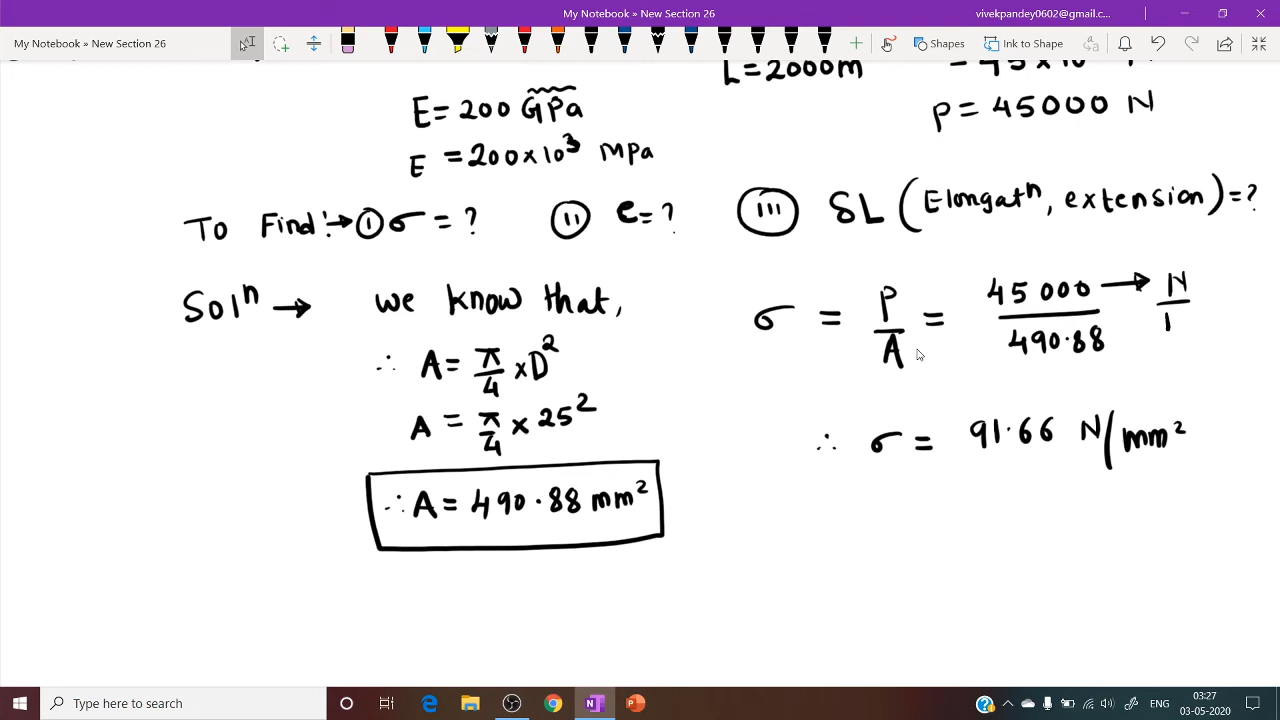 My Notebook » New Section 26
vivekpandey0602@gmail.c...
My Notebook » New Section 26
Shapes
Ink to Shape
L=2000m
E= 200 GPa
P= 45000 N
E = 200×10³ MPa
To Find:→ ① σ = ? ⑪ e=? ⑪① δL (Elongatⁿ, extension)=?
Solⁿ → we know that,
σ = P/A = 45000/490.88 → N/
∴ A= π/4 ×D²
A = π/4 × 25²
∴ σ = 91.66 N/mm²
∴ A= 490.88 mm²
Type here to search
ENG
03:27
03-05-2020